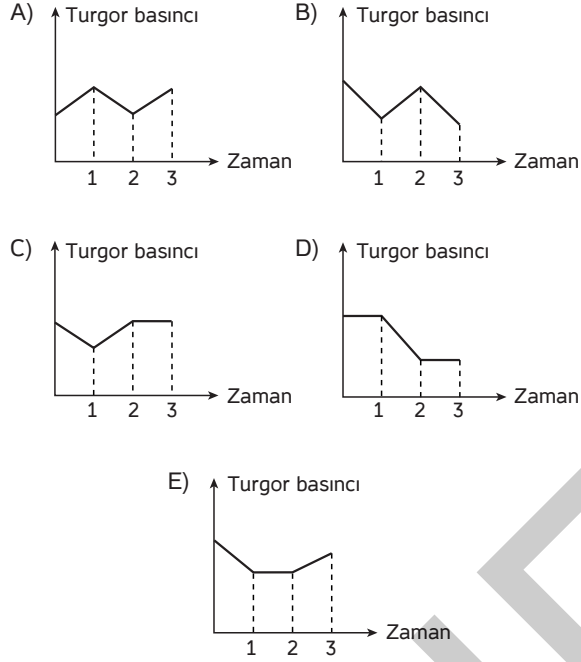 A) Turgor basıncı
Zaman
1 2 3
B) Turgor basıncı
Zaman
1 2 3
C) Turgor basıncı
Zaman
1 2 3
D) Turgor basıncı
Zaman
1 2 3
E) Turgor basıncı
Zaman
1 2 3